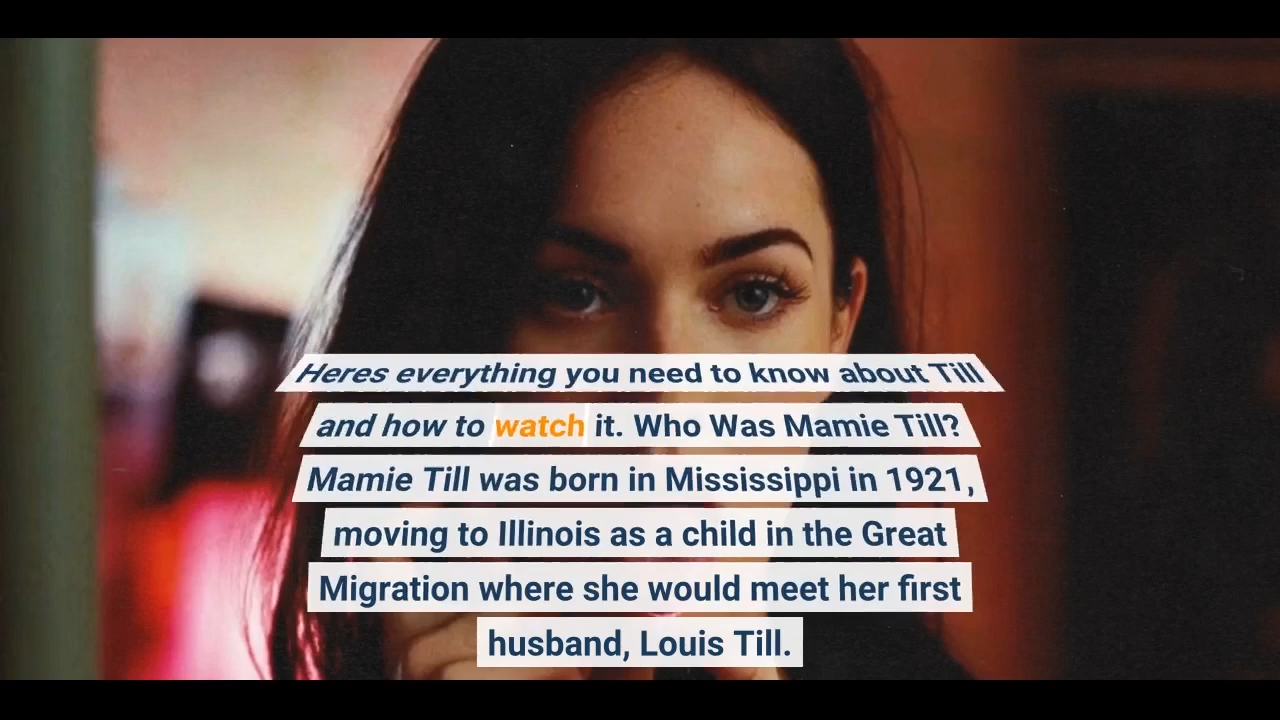 Heres everything you need to know about Till
and how to watch it. Who Was Mamie Till?
Mamie Till was born in Mississippi in 1921,
moving to Illinois as a child in the Great
Migration where she would meet her first
husband, Louis Till.